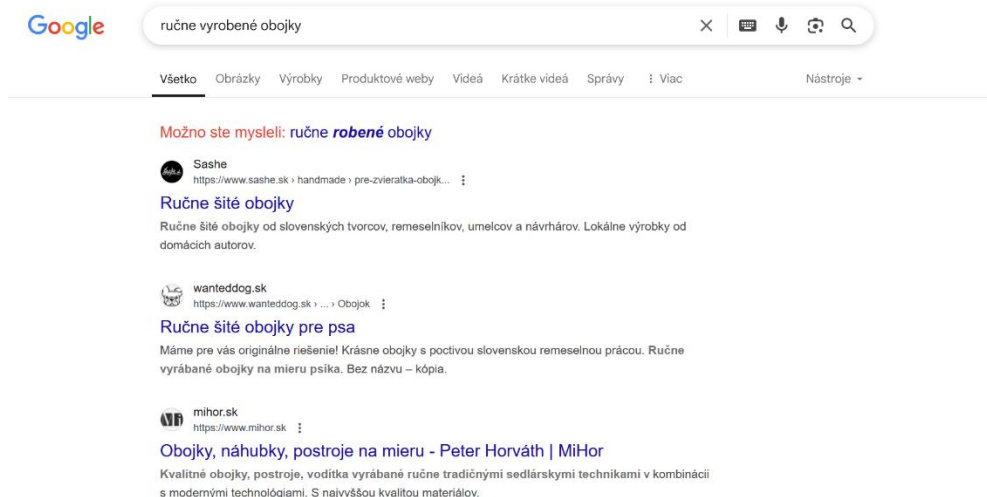 Google
ručne vyrobené obojky
Všetko Obrázky Výrobky Produktové weby Videá Krátke videá Správy Viac Nástroje
Možno ste mysleli: ručne robené obojky
Sashe
https://www.sashe.sk › handmade › pre-zvieratka-obojk...
Ručne šité obojky
Ručne šité obojky od slovenských tvorcov, remeselníkov, umelcov a návrhárov. Lokálne výrobky od
domácich autorov.
wanteddog.sk
https://www.wanteddog.sk › ... › Obojok
Ručne šité obojky pre psa
Máme pre vás originálne riešenie! Krásne obojky s poctivou slovenskou remeselnou prácou. Ručne
vyrábané obojky na mieru psíka. Bez názvu – kópia.
mihor.sk
https://www.mihor.sk
Obojky, náhubky, postroje na mieru - Peter Horváth | MiHor
Kvalitné obojky, postroje, vodítka vyrábané ručne tradičnými sedlárskymi technikami v kombinácii
s modernými technológiami. S najvyššou kvalitou materiálov.